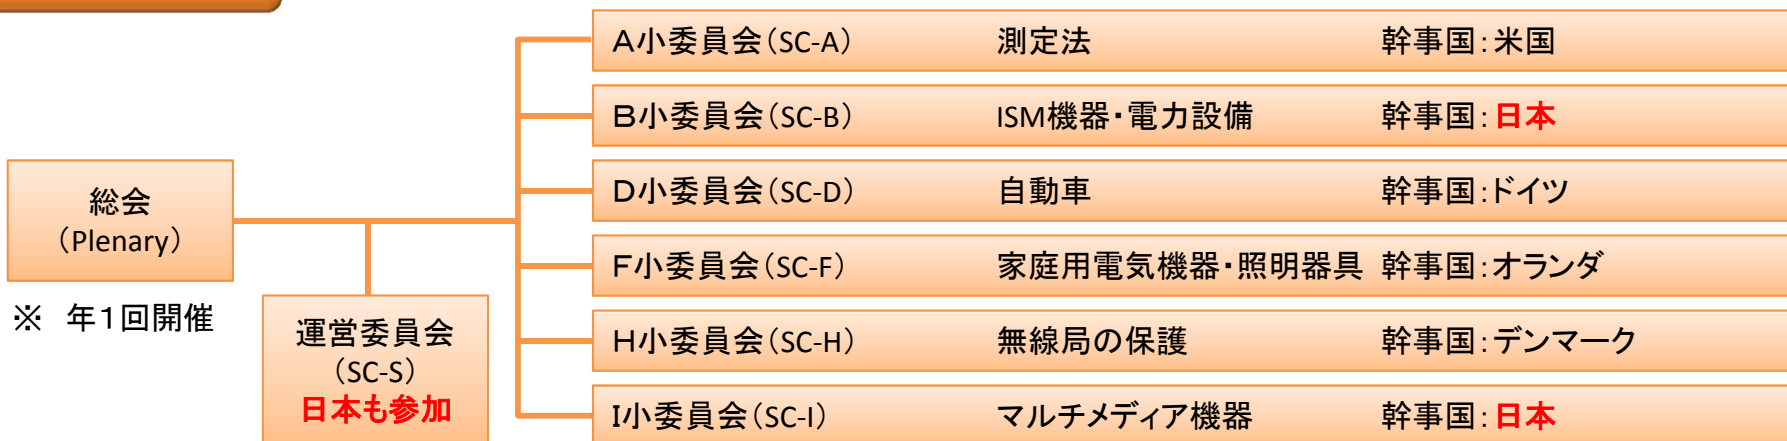 総会
（Plenary）
※　年１回開催
運営委員会
（SC-S）
日本も参加
Ａ小委員会（SC-A）　測定法　幹事国：米国
Ｂ小委員会（SC-B）　ISM機器・電力設備　幹事国：日本
Ｄ小委員会（SC-D）　自動車　幹事国：ドイツ
Ｆ小委員会（SC-F）　家庭用電気機器・照明器具　幹事国：オランダ
Ｈ小委員会（SC-H）　無線局の保護　幹事国：デンマーク
I小委員会（SC-I）　マルチメディア機器　幹事国：日本